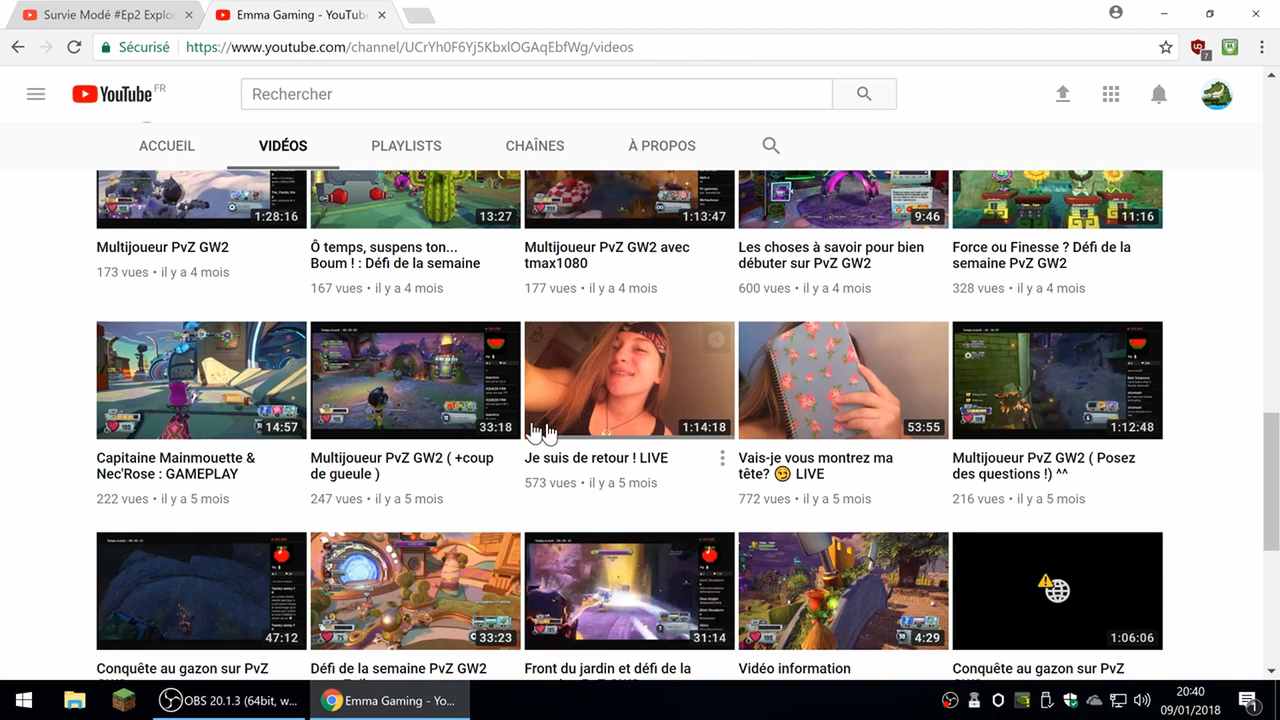 Survie Modé #Ep2 Explor
Emma Gaming - YouTube
Sécurisé
https://www.youtube.com/channel/UCrYh0F6Yj5KbxlOGAqEbfWg/videos
7
YouTube FR
Rechercher
ACCUEIL
VIDÉOS
PLAYLISTS
CHAÎNES
À PROPOS
1:28:16
13:27
1:13:47
9:46
11:16
Multijoueur PvZ GW2
173 vues • il y a 4 mois
Ô temps, suspens ton...
Boum ! : Défi de la semaine
167 vues • il y a 4 mois
Multijoueur PvZ GW2 avec
tmax1080
177 vues • il y a 4 mois
Les choses à savoir pour bien
débuter sur PvZ GW2
600 vues • il y a 4 mois
Force ou Finesse ? Défi de la
semaine PvZ GW2
328 vues • il y a 4 mois
14:57
33:18
1:14:18
53:55
1:12:48
Capitaine Mainmouette &
Nec'Rose : GAMEPLAY
222 vues • il y a 5 mois
Multijoueur PvZ GW2 ( +coup
de gueule )
247 vues • il y a 5 mois
Je suis de retour ! LIVE
573 vues • il y a 5 mois
Vais-je vous montrez ma
tête? 😏 LIVE
772 vues • il y a 5 mois
Multijoueur PvZ GW2 ( Posez
des questions !) ^^
216 vues • il y a 5 mois
47:12
33:23
31:14
4:29
1:06:06
Conquête au gazon sur PvZ
Défi de la semaine PvZ GW2
Front du jardin et défi de la
Vidéo information
Conquête au gazon sur PvZ
OBS 20.1.3 (64bit, w...
Emma Gaming - Yo...
20:40
09/01/2018
1